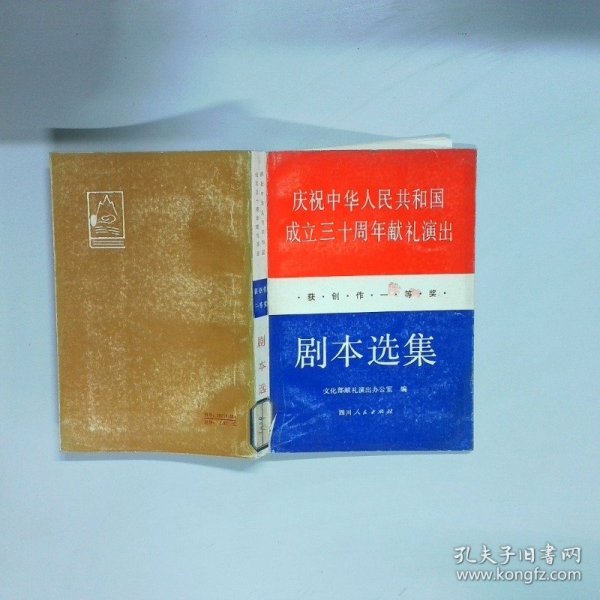 庆祝中华人民共和国
成立三十周年献礼演出
·获·创·作·一·等·奖·
剧本选集
文化部献礼演出办公室 编
四川人民出版社
剧本选
孔夫子旧书网
www.kongfz.com